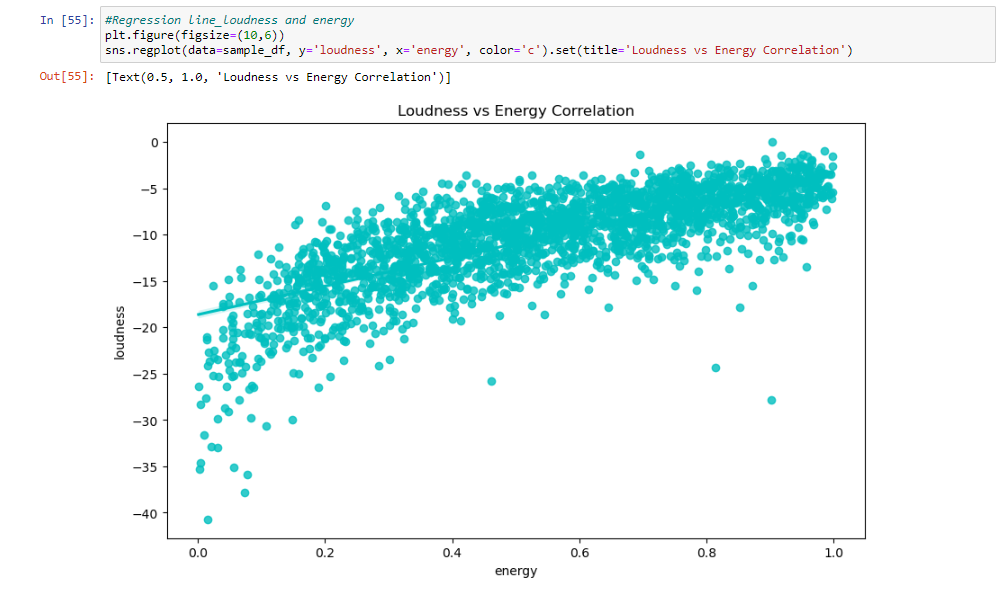 In [55]: #Regression line_loudness and energy
plt.figure(figsize=(10,6))
sns.regplot(data=sample_df, y='loudness', x='energy', color='c').set(title='Loudness vs Energy Correlation')
Out[55]: [Text(0.5, 1.0, 'Loudness vs Energy Correlation')]
Loudness vs Energy Correlation
0
−5
−10
−15
−20
−25
−30
−35
−40
loudness
0.0 0.2 0.4 0.6 0.8 1.0
energy